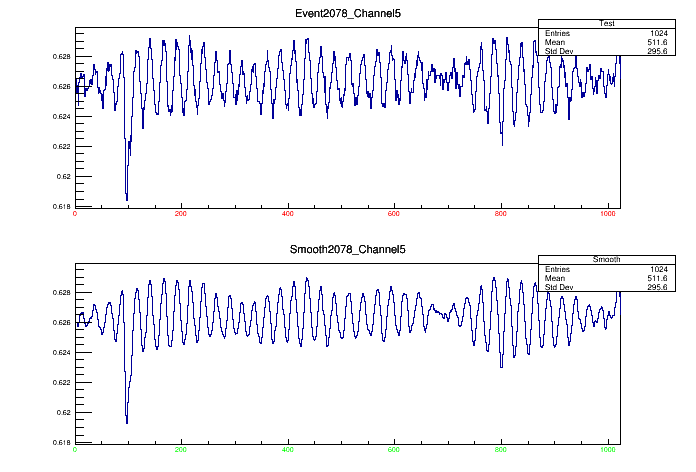 Event2078_Channel5
Test
Entries 1024
Mean 511.6
Std Dev 295.6
0.628
0.626
0.624
0.622
0.62
0.618
0 200 400 600 800 1000
Smooth2078_Channel5
Smooth
Entries 1024
Mean 511.6
Std Dev 295.6
0.628
0.626
0.624
0.622
0.62
0.618
0 200 400 600 800 1000